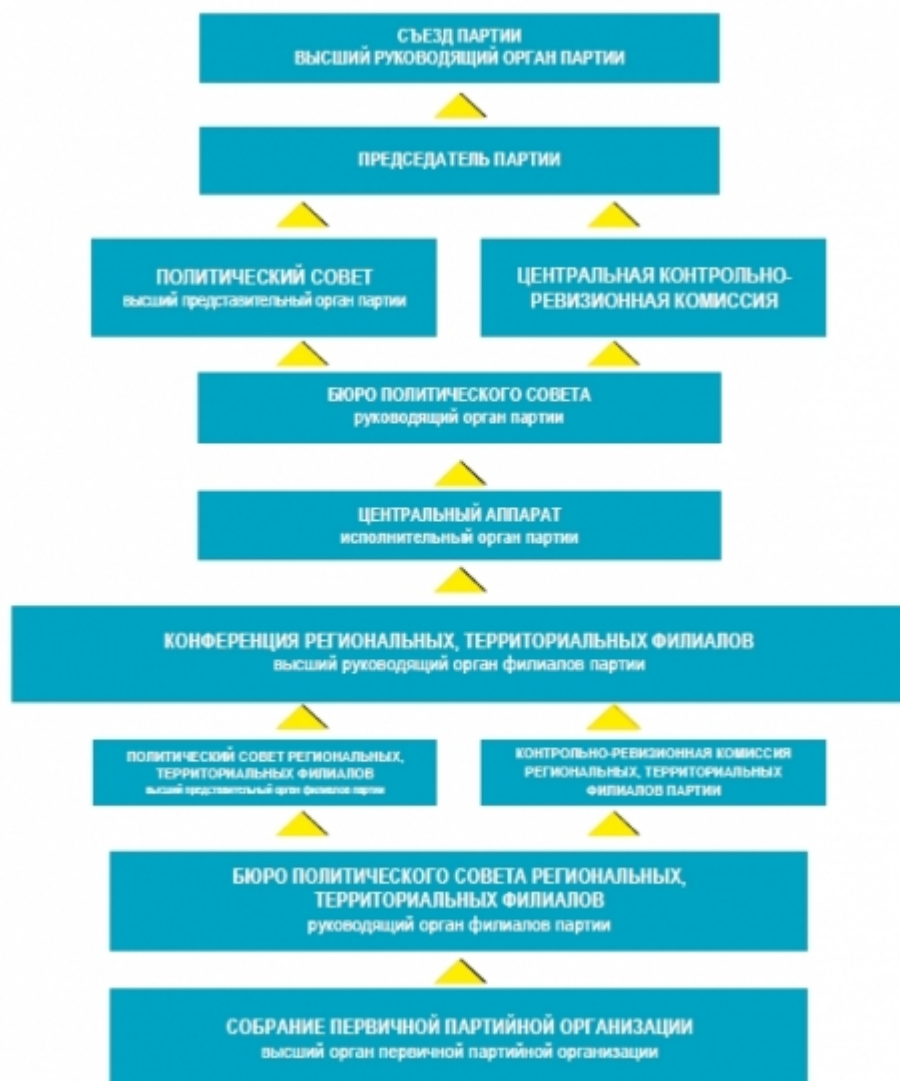 СЪЕЗД ПАРТИИ
ВЫСШИЙ РУКОВОДЯЩИЙ ОРГАН ПАРТИИ
ПРЕДСЕДАТЕЛЬ ПАРТИИ
ПОЛИТИЧЕСКИЙ СОВЕТ
высший представительный орган партии
ЦЕНТРАЛЬНАЯ КОНТРОЛЬНО-
РЕВИЗИОННАЯ КОМИССИЯ
БЮРО ПОЛИТИЧЕСКОГО СОВЕТА
руководящий орган партии
ЦЕНТРАЛЬНЫЙ АППАРАТ
исполнительный орган партии
КОНФЕРЕНЦИЯ РЕГИОНАЛЬНЫХ, ТЕРРИТОРИАЛЬНЫХ ФИЛИАЛОВ
высший руководящий орган филиалов партии
ПОЛИТИЧЕСКИЙ СОВЕТ РЕГИОНАЛЬНЫХ,
ТЕРРИТОРИАЛЬНЫХ ФИЛИАЛОВ
высший представительный орган филиалов партии
КОНТРОЛЬНО-РЕВИЗИОННАЯ КОМИССИЯ
РЕГИОНАЛЬНЫХ, ТЕРРИТОРИАЛЬНЫХ
ФИЛИАЛОВ ПАРТИИ
БЮРО ПОЛИТИЧЕСКОГО СОВЕТА РЕГИОНАЛЬНЫХ,
ТЕРРИТОРИАЛЬНЫХ ФИЛИАЛОВ
руководящий орган филиалов партии
СОБРАНИЕ ПЕРВИЧНОЙ ПАРТИЙНОЙ ОРГАНИЗАЦИИ
высший орган первичной партийной организации